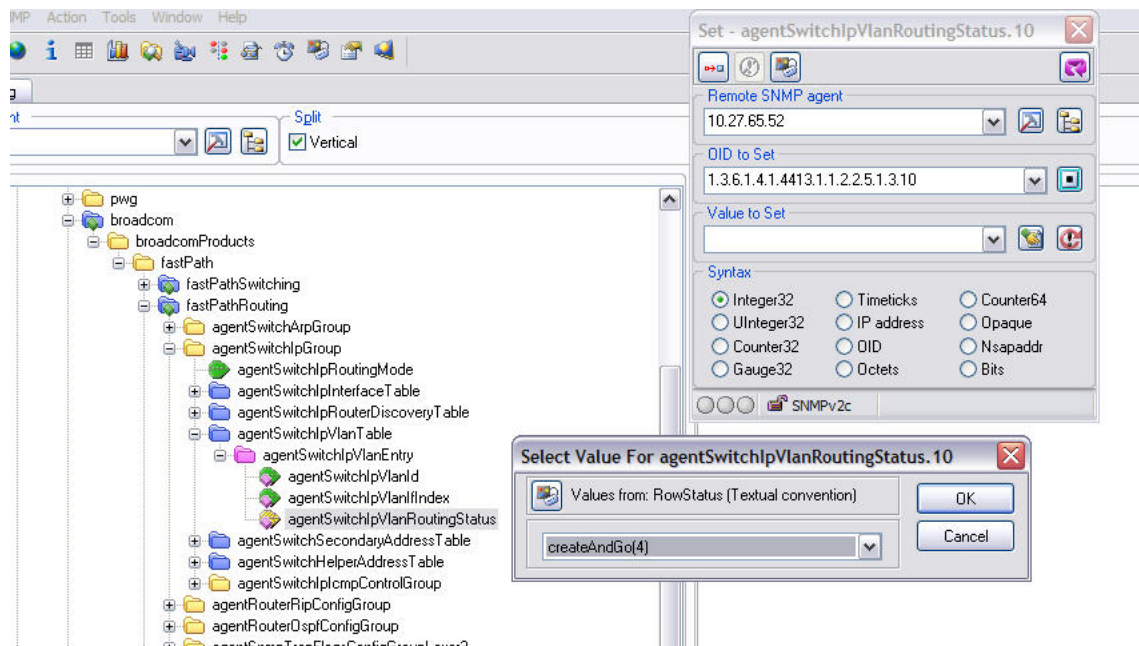 MP Action Tools Window Help
Set - agentSwitchIpVlanRoutingStatus.10
Remote SNMP agent
10.27.65.52
OID to Set
1.3.6.1.4.1.4413.1.1.2.2.5.1.3.10
Value to Set
Syntax
Integer32 Timeticks Counter64
UInteger32 IP address Opaque
Counter32 OID Nsapaddr
Gauge32 Octets Bits
SNMPv2c
Split
Vertical
pwg
broadcom
broadcomProducts
fastPath
fastPathSwitching
fastPathRouting
agentSwitchArpGroup
agentSwitchIpGroup
agentSwitchIpRoutingMode
agentSwitchIpInterfaceTable
agentSwitchIpRouterDiscoveryTable
agentSwitchIpVlanTable
agentSwitchIpVlanEntry
agentSwitchIpVlanId
agentSwitchIpVlanIfIndex
agentSwitchIpVlanRoutingStatus
agentSwitchSecondaryAddressTable
agentSwitchHelperAddressTable
agentSwitchIpIcmpControlGroup
agentRouterRipConfigGroup
agentRouterOspfConfigGroup
Select Value For agentSwitchIpVlanRoutingStatus.10
Values from: RowStatus (Textual convention)
OK
createAndGo(4)
Cancel